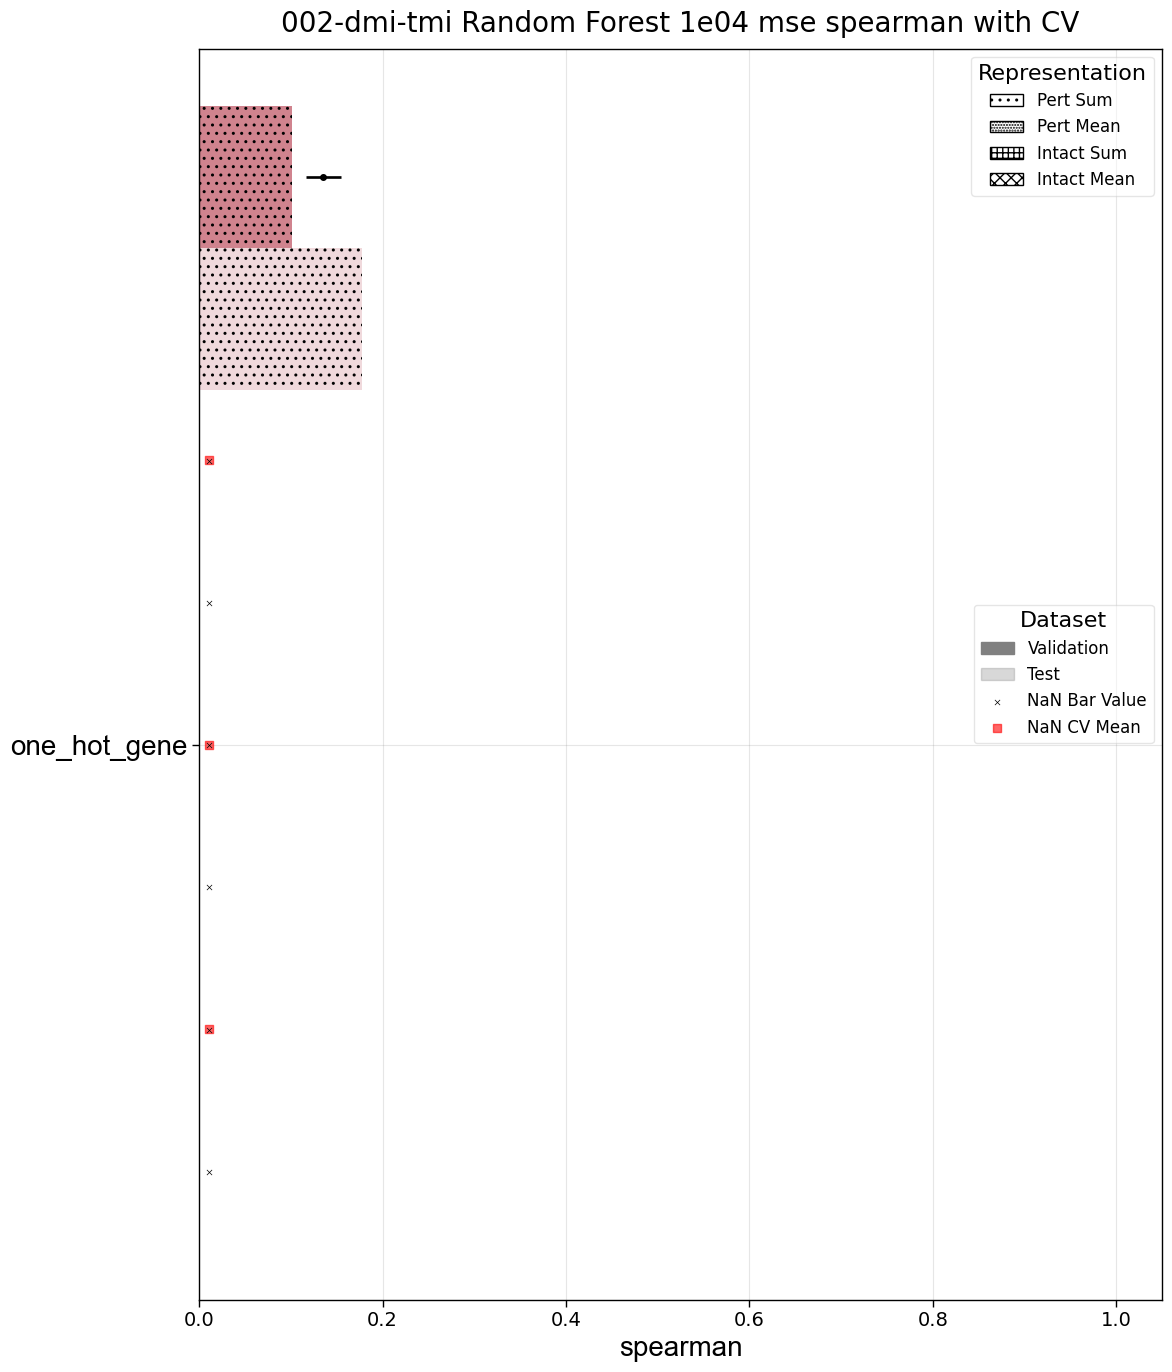 002-dmi-tmi Random Forest 1e04 mse spearman with CV
Representation
Pert Sum
Pert Mean
Intact Sum
Intact Mean
Dataset
Validation
Test
NaN Bar Value
NaN CV Mean
one_hot_gene
0.0 0.2 0.4 0.6 0.8 1.0
spearman